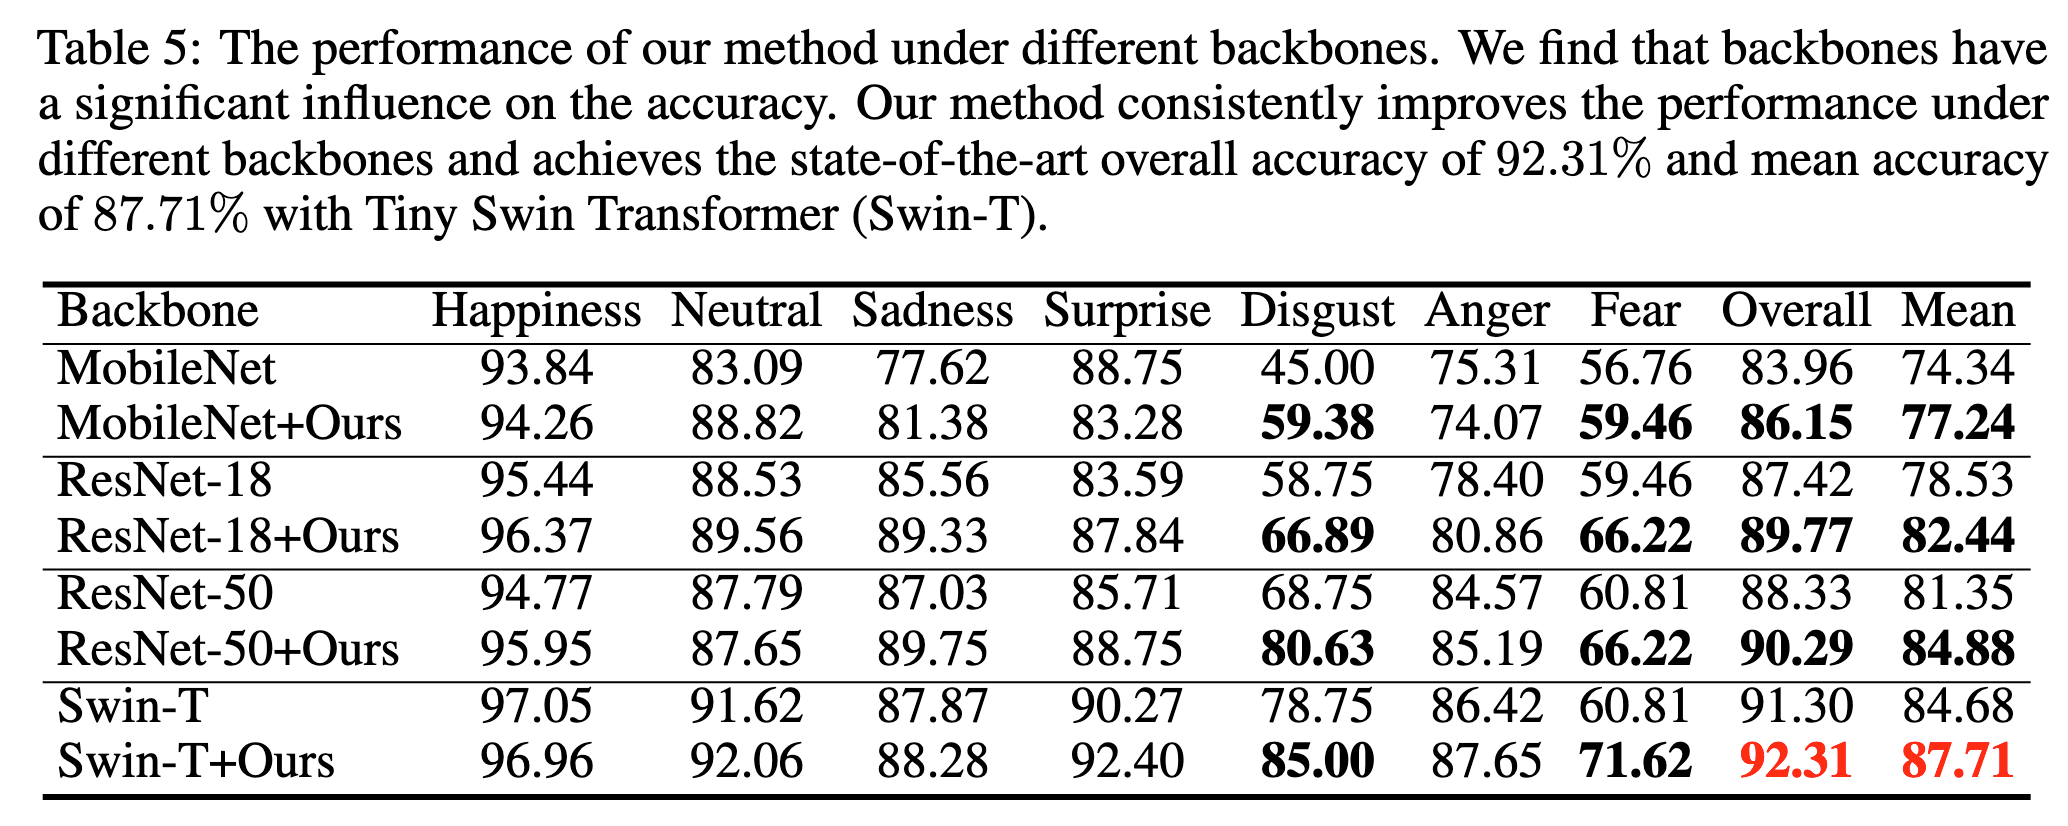 Table 5: The performance of our method under different backbones. We find that backbones have
a significant influence on the accuracy. Our method consistently improves the performance under
different backbones and achieves the state-of-the-art overall accuracy of 92.31% and mean accuracy
of 87.71% with Tiny Swin Transformer (Swin-T).
Backbone Happiness Neutral Sadness Surprise Disgust Anger Fear Overall Mean
MobileNet 93.84 83.09 77.62 88.75 45.00 75.31 56.76 83.96 74.34
MobileNet+Ours 94.26 88.82 81.38 83.28 59.38 74.07 59.46 86.15 77.24
ResNet-18 95.44 88.53 85.56 83.59 58.75 78.40 59.46 87.42 78.53
ResNet-18+Ours 96.37 89.56 89.33 87.84 66.89 80.86 66.22 89.77 82.44
ResNet-50 94.77 87.79 87.03 85.71 68.75 84.57 60.81 88.33 81.35
ResNet-50+Ours 95.95 87.65 89.75 88.75 80.63 85.19 66.22 90.29 84.88
Swin-T 97.05 91.62 87.87 90.27 78.75 86.42 60.81 91.30 84.68
Swin-T+Ours 96.96 92.06 88.28 92.40 85.00 87.65 71.62 92.31 87.71